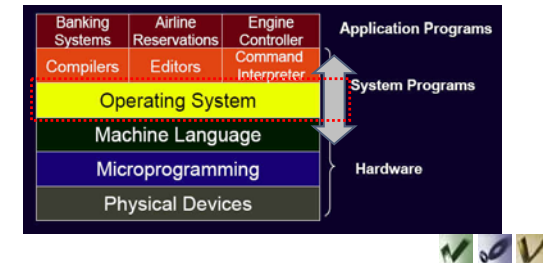 Banking Systems
Airline Reservations
Engine Controller
Application Programs
Compilers
Editors
Command Interpreter
System Programs
Operating System
Machine Language
Microprogramming
Hardware
Physical Devices